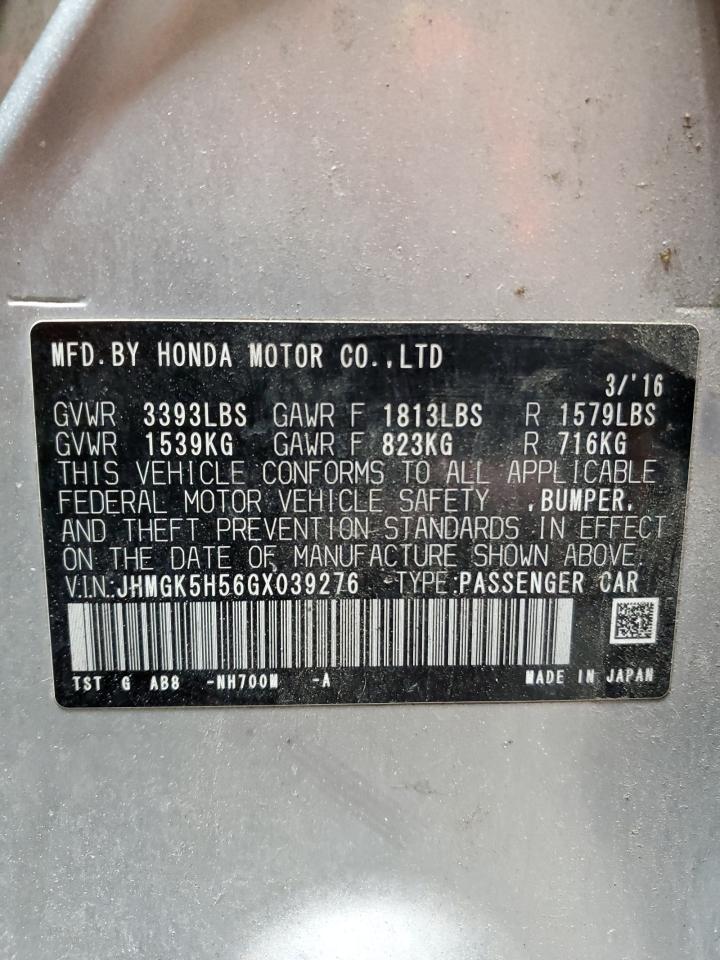 MFD. BY HONDA MOTOR CO.,LTD
3/'16
GVWR 3393LBS GAWR F 1813LBS R 1579LBS
GVWR 1539KG GAWR F 823KG R 716KG
THIS VEHICLE CONFORMS TO ALL APPLICABLE
FEDERAL MOTOR VEHICLE SAFETY ,BUMPER,
AND THEFT PREVENTION STANDARDS IN EFFECT
ON THE DATE OF MANUFACTURE SHOWN ABOVE.
V.I.N.:JHMGK5H56GX039276 TYPE:PASSENGER CAR
TST G AB8 -NH700M -A MADE IN JAPAN